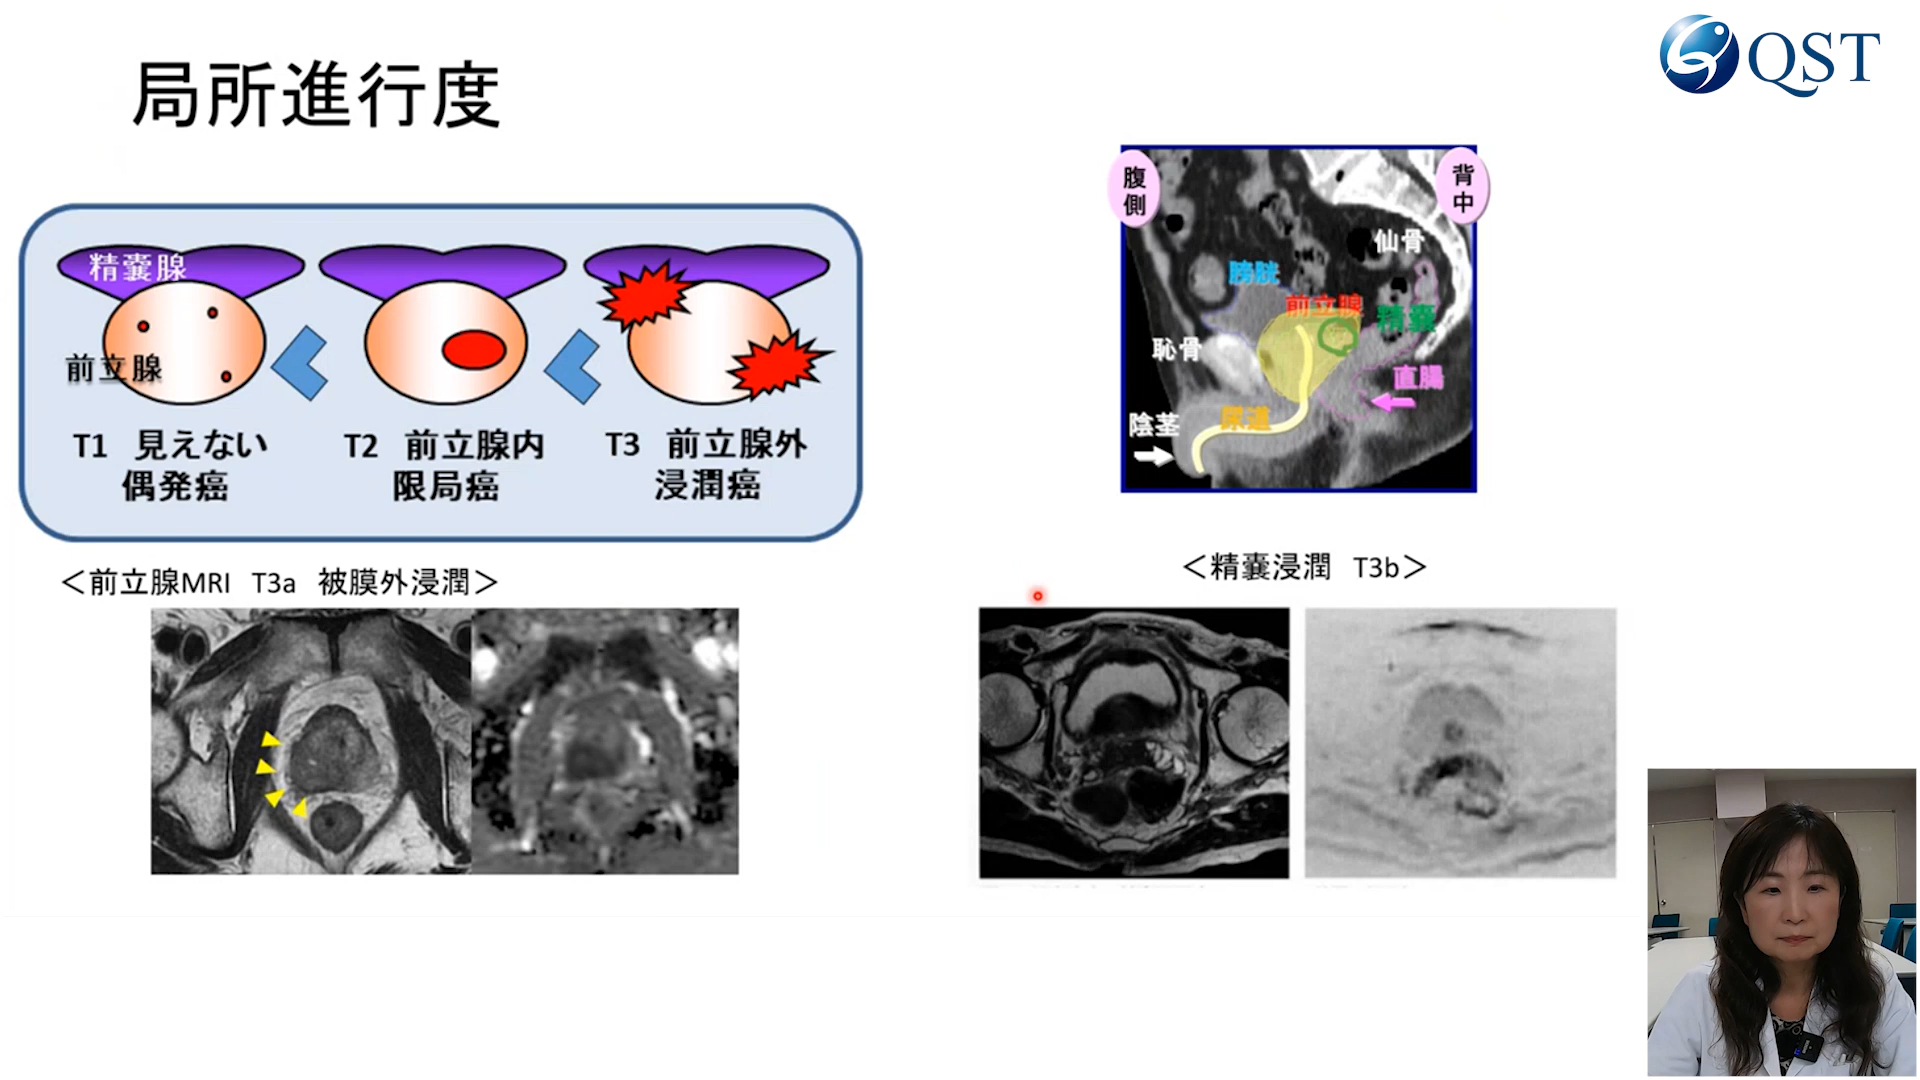 局所進行度
QST
精嚢腺
前立腺
T1 見えない
偶発癌
T2 前立腺内
限局癌
T3 前立腺外
浸潤癌
腹側
背中
仙骨
膀胱
前立腺
精嚢
恥骨
直腸
陰茎
尿道
＜前立腺MRI T3a 被膜外浸潤＞
＜精嚢浸潤 T3b＞